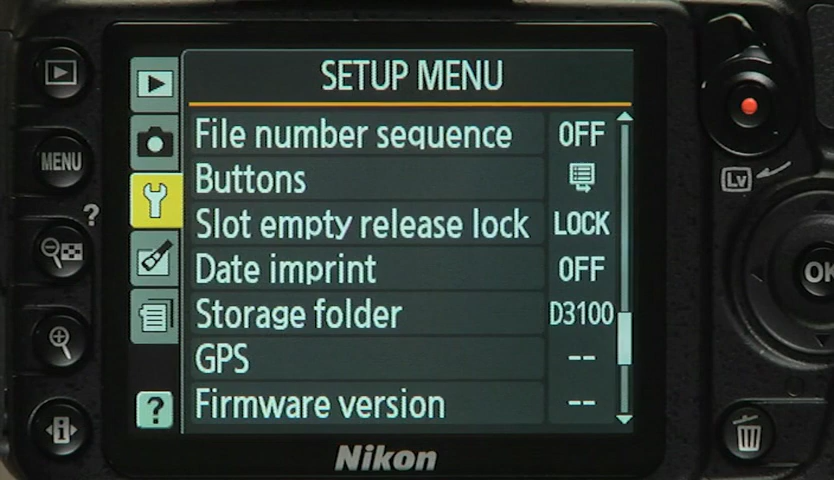 SETUP MENU
File number sequence OFF
MENU
Buttons
?
Slot empty release lock LOCK
Lv
Date imprint OFF
OK
Storage folder D3100
GPS --
Firmware version --
?
i
Nikon